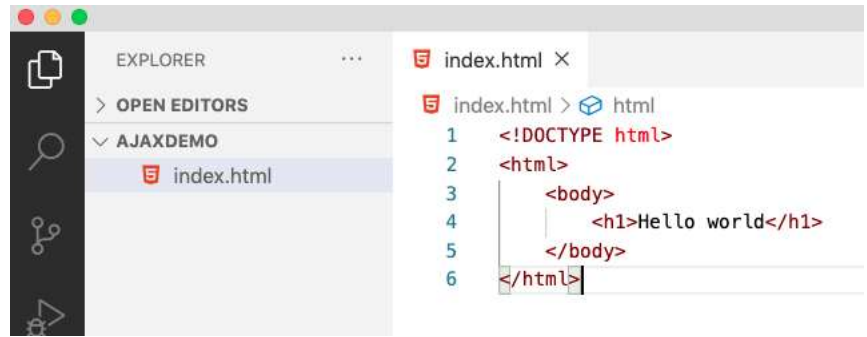 EXPLORER ...
> OPEN EDITORS
AJAXDEMO
index.html
index.html ×
index.html > html
1 <!DOCTYPE html>
2 <html>
3 <body>
4 <h1>Hello world</h1>
5 </body>
6 </html>